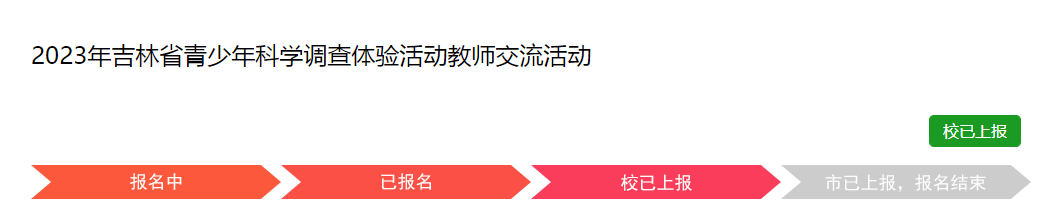 2023年吉林省青少年科学调查体验活动教师交流活动
校已上报
报名中
已报名
校已上报
市已上报，报名结束